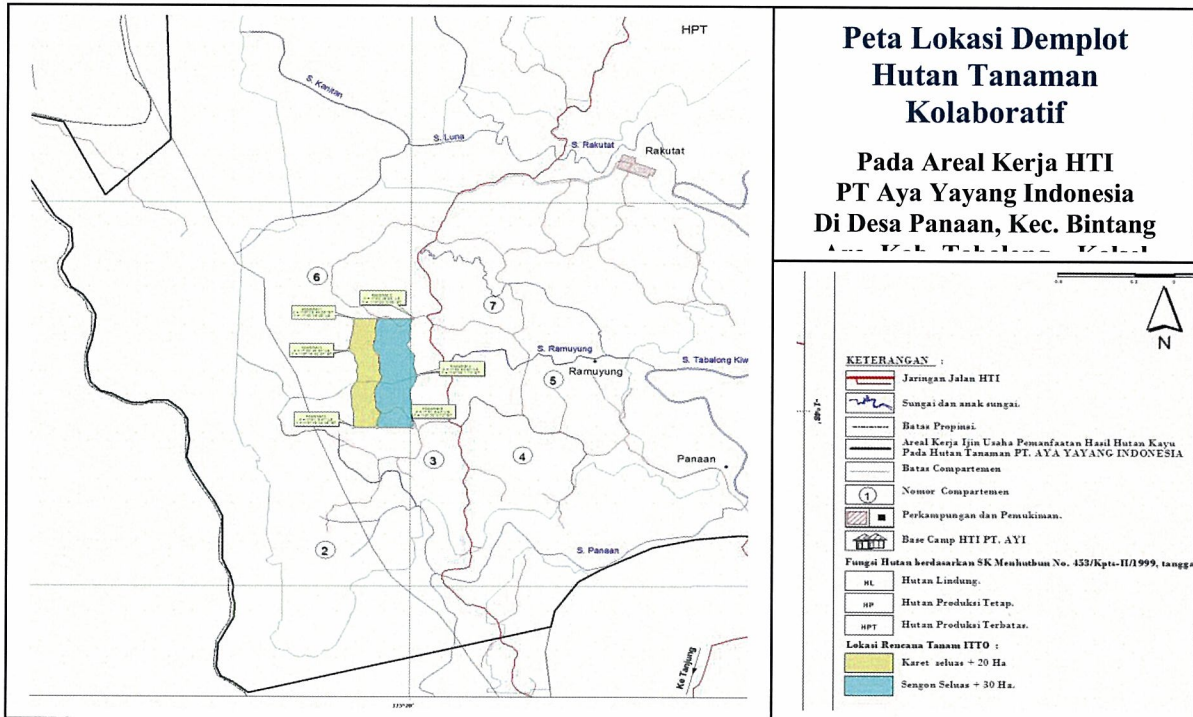 HPT
S. Kanitan
S. Luna
S. Rakutat
Rakutat
6
7
S. Ramuyung
Ramuyung
S. Tabalong Kiw
5
3
4
Panaan
2
S. Panaan
Ke Tanjung
Peta Lokasi Demplot
Hutan Tanaman
Kolaboratif
Pada Areal Kerja HTI
PT Aya Yayang Indonesia
Di Desa Panaan, Kec. Bintang
N
KETERANGAN :
Jaringan Jalan HTI
Sungai dan anak sungai.
Batas Propinsi.
Areal Kerja Ijin Usaha Pemanfaatan Hasil Hutan Kayu
Pada Hutan Tanaman PT. AYA YAYANG INDONESIA
Batas Compartemen
1 Nomor Compartemen
Perkampungan dan Pemukiman.
Base Camp HTI PT. AYI
Fungsi Hutan berdasarkan SK Menhutbun No. 453/Kpts-II/1999, tangga
HL Hutan Lindung.
HP Hutan Produksi Tetap.
HPT Hutan Produksi Terbatas.
Lokasi Rencana Tanam ITTO :
Karet seluas + 20 Ha
Sengon Seluas + 30 Ha.